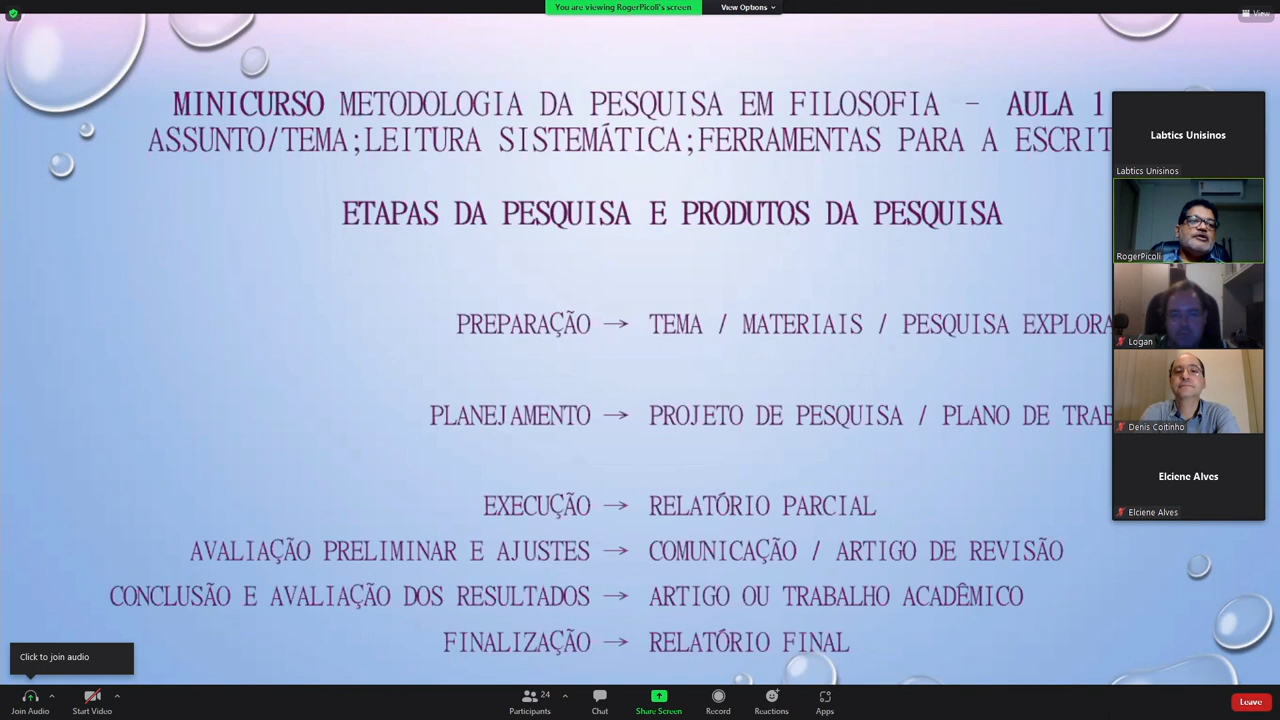 You are viewing RogerPicoli's screen
View Options
View
MINICURSO METODOLOGIA DA PESQUISA EM FILOSOFIA – AULA 1
ASSUNTO/TEMA;LEITURA SISTEMÁTICA;FERRAMENTAS PARA A ESCRIT
ETAPAS DA PESQUISA E PRODUTOS DA PESQUISA
PREPARAÇÃO → TEMA / MATERIAIS / PESQUISA EXPLORA
PLANEJAMENTO → PROJETO DE PESQUISA / PLANO DE TRAB
EXECUÇÃO → RELATÓRIO PARCIAL
AVALIAÇÃO PRELIMINAR E AJUSTES → COMUNICAÇÃO / ARTIGO DE REVISÃO
CONCLUSÃO E AVALIAÇÃO DOS RESULTADOS → ARTIGO OU TRABALHO ACADÊMICO
FINALIZAÇÃO → RELATÓRIO FINAL
Labtics Unisinos
Labtics Unisinos
RogerPicoli
Logan
Denis Coitinho
Elciene Alves
Elciene Alves
Click to join audio
Join Audio
Start Video
24
Participants
Chat
Share Screen
Record
Reactions
Apps
Leave